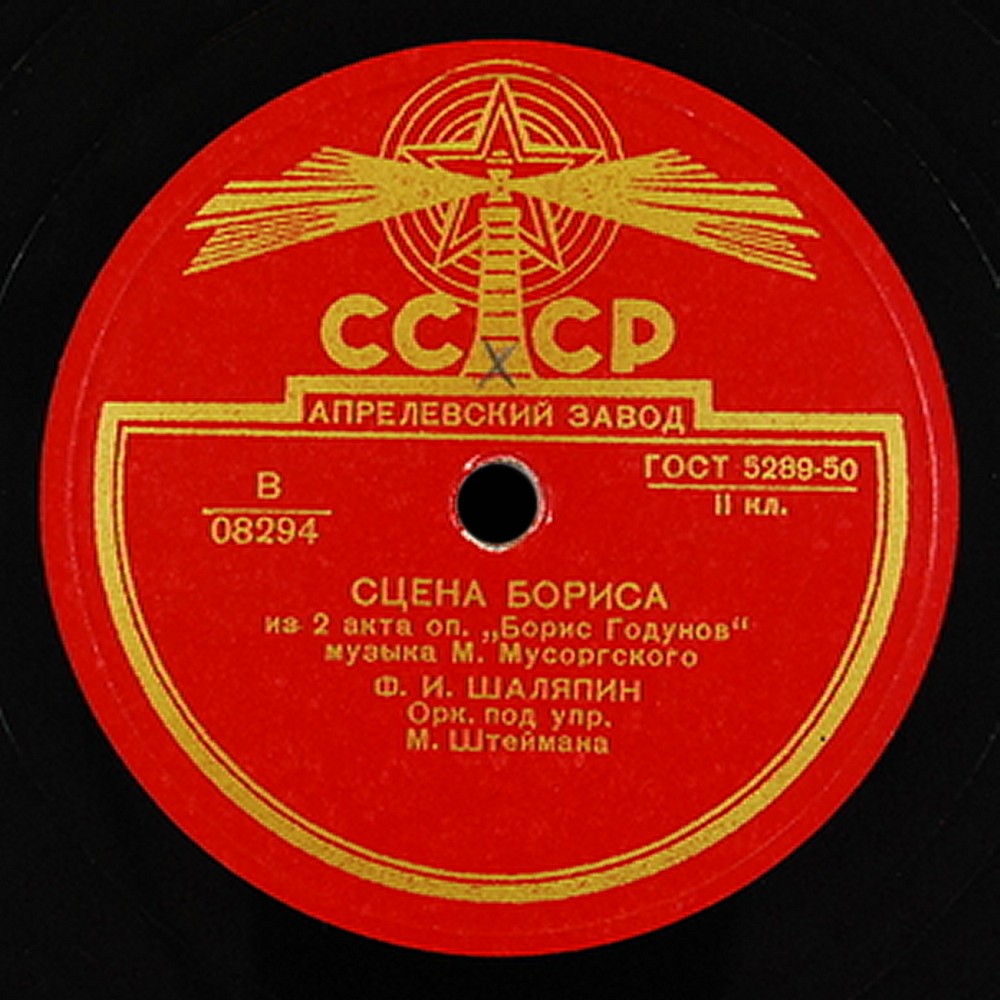 СССР
АПРЕЛЕВСКИЙ ЗАВОД
В
08294
ГОСТ 5289-50
II кл.
СЦЕНА БОРИСА
из 2 акта оп. „Борис Годунов“
музыка М. Мусоргского
Ф. И. ШАЛЯПИН
Орк. под упр.
М. Штеймана